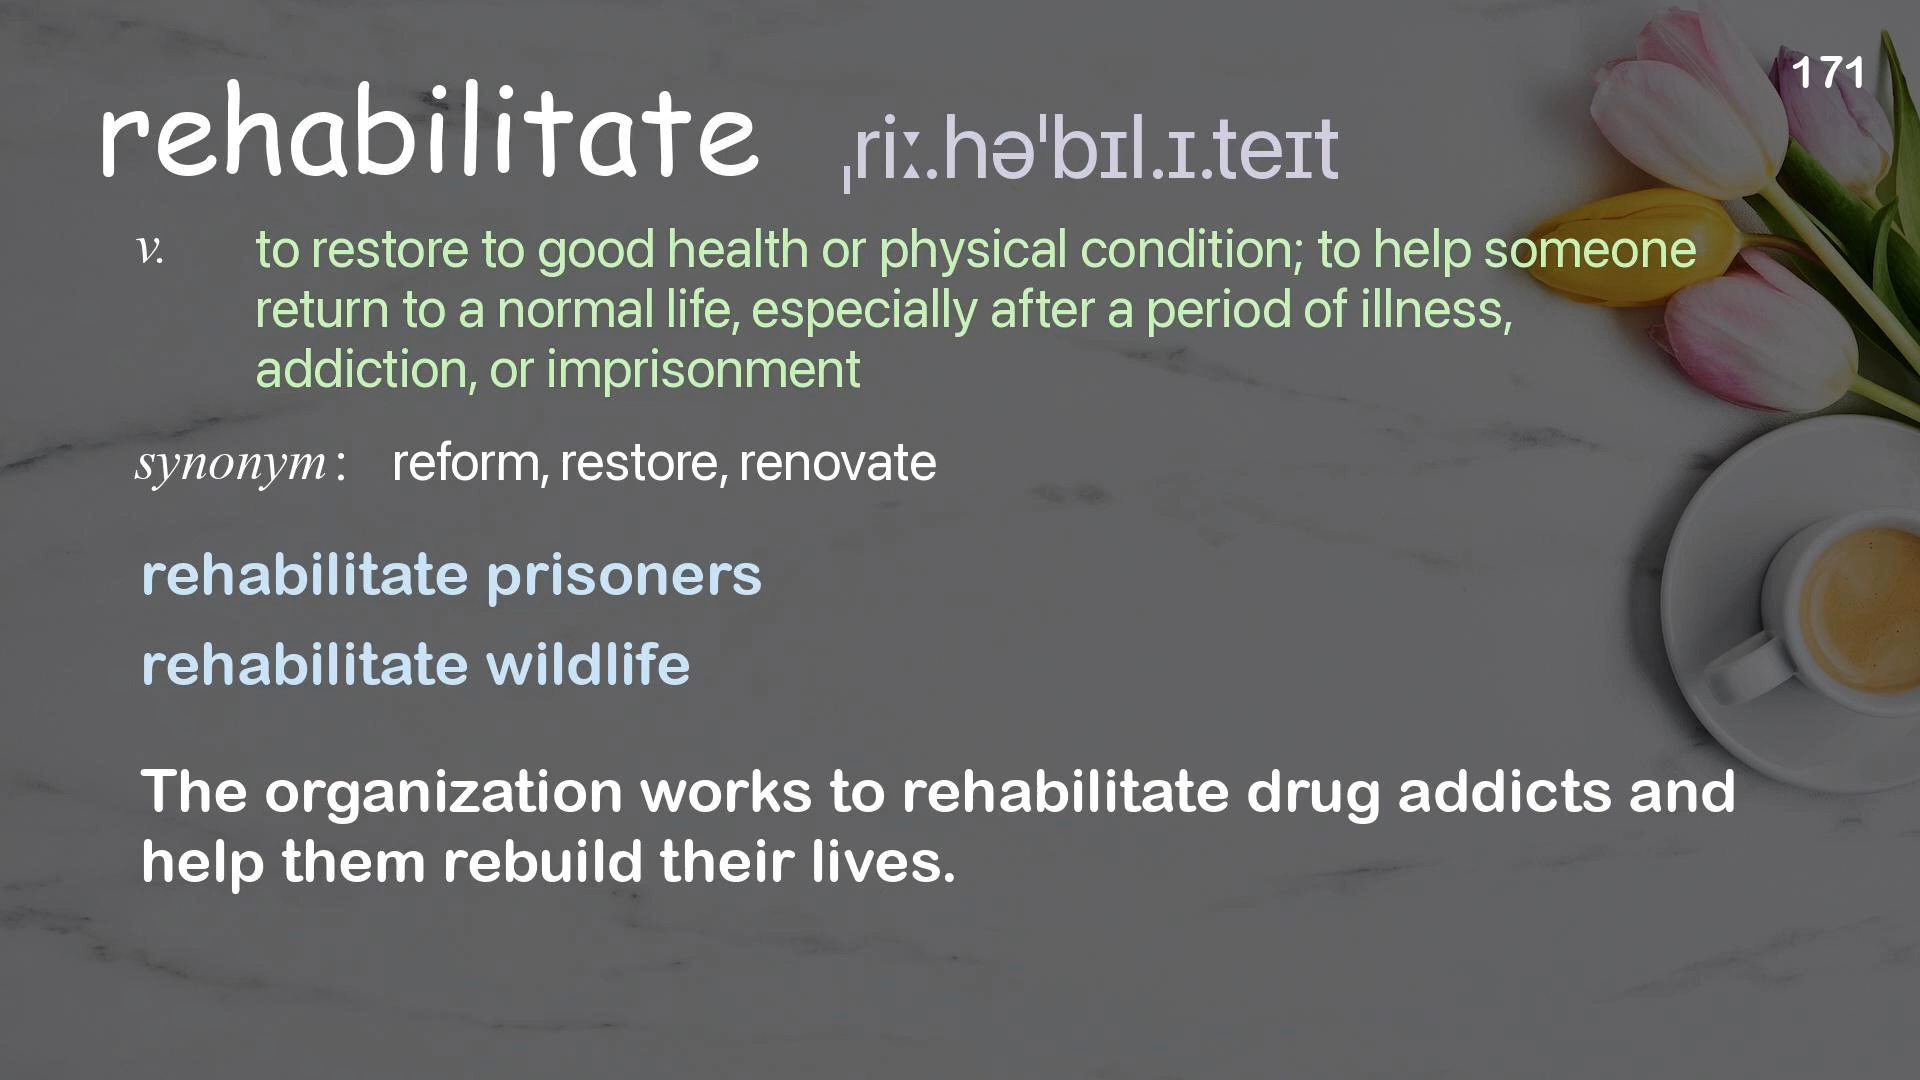 171
rehabilitate ˌriː.həˈbɪl.ɪ.teɪt
v. to restore to good health or physical condition; to help someone
return to a normal life, especially after a period of illness,
addiction, or imprisonment
synonym: reform, restore, renovate
rehabilitate prisoners
rehabilitate wildlife
The organization works to rehabilitate drug addicts and
help them rebuild their lives.